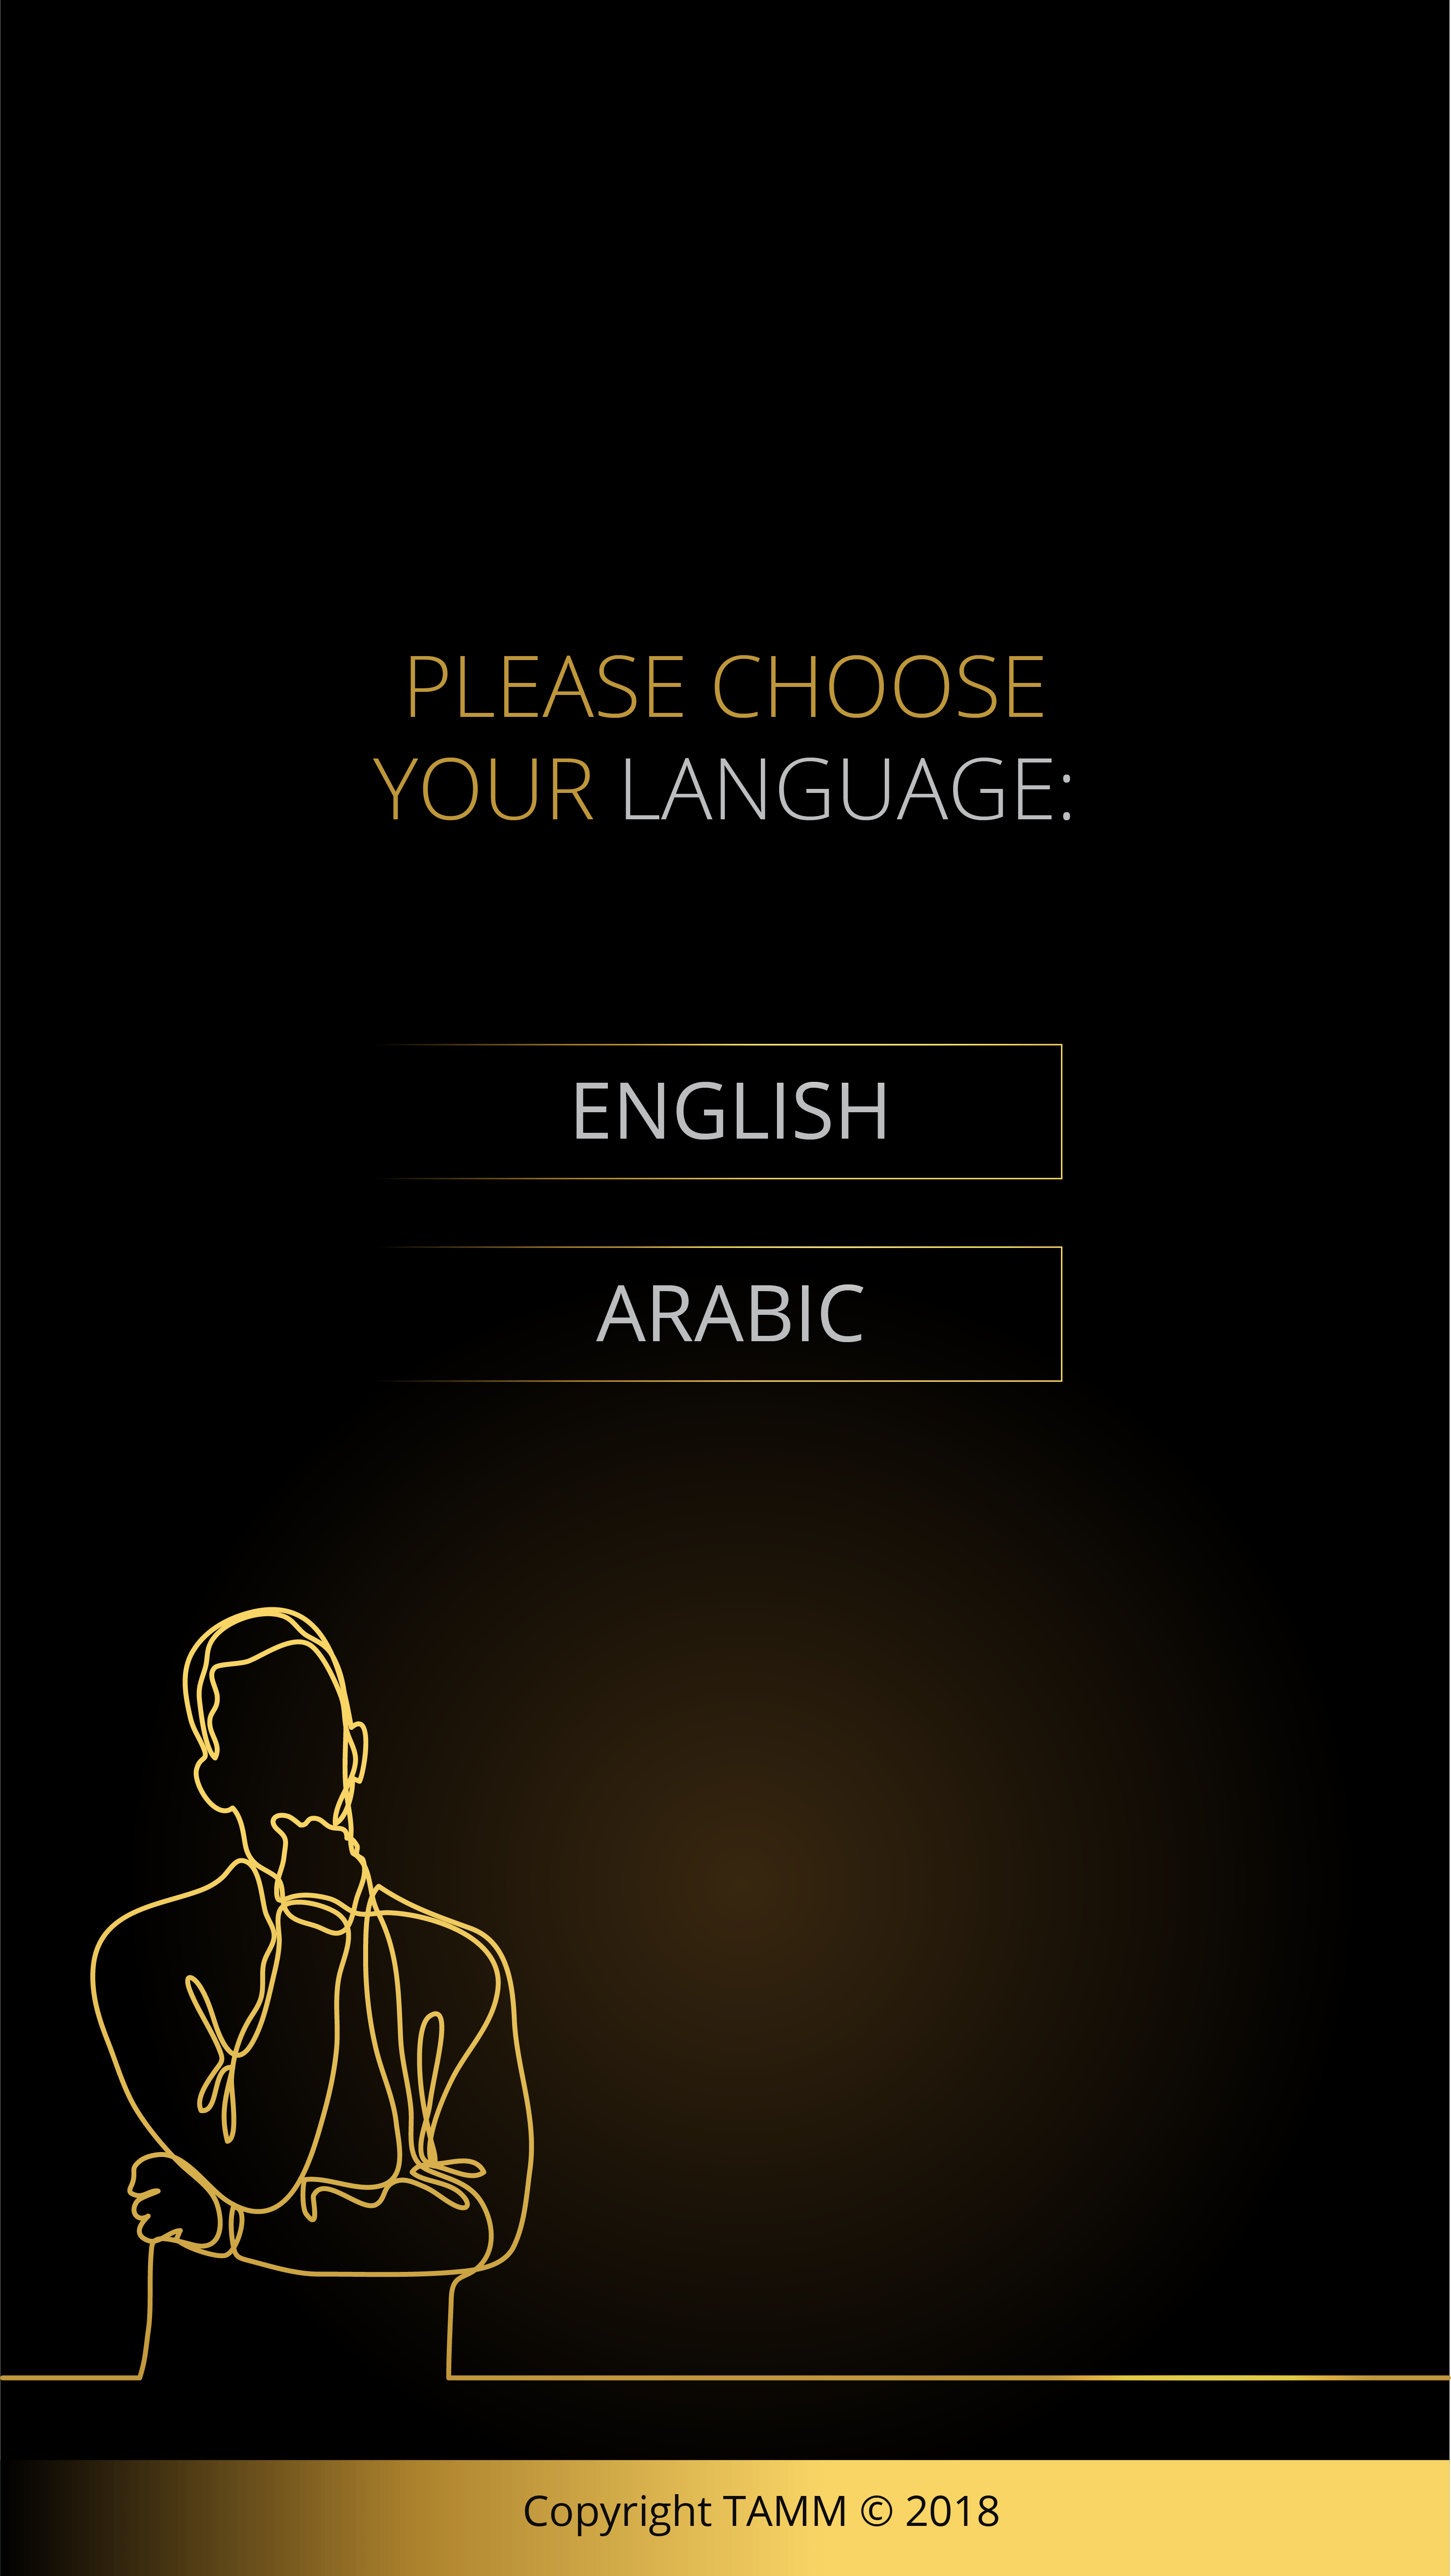 PLEASE CHOOSE
YOUR LANGUAGE:
ENGLISH
ARABIC
Copyright TAMM © 2018